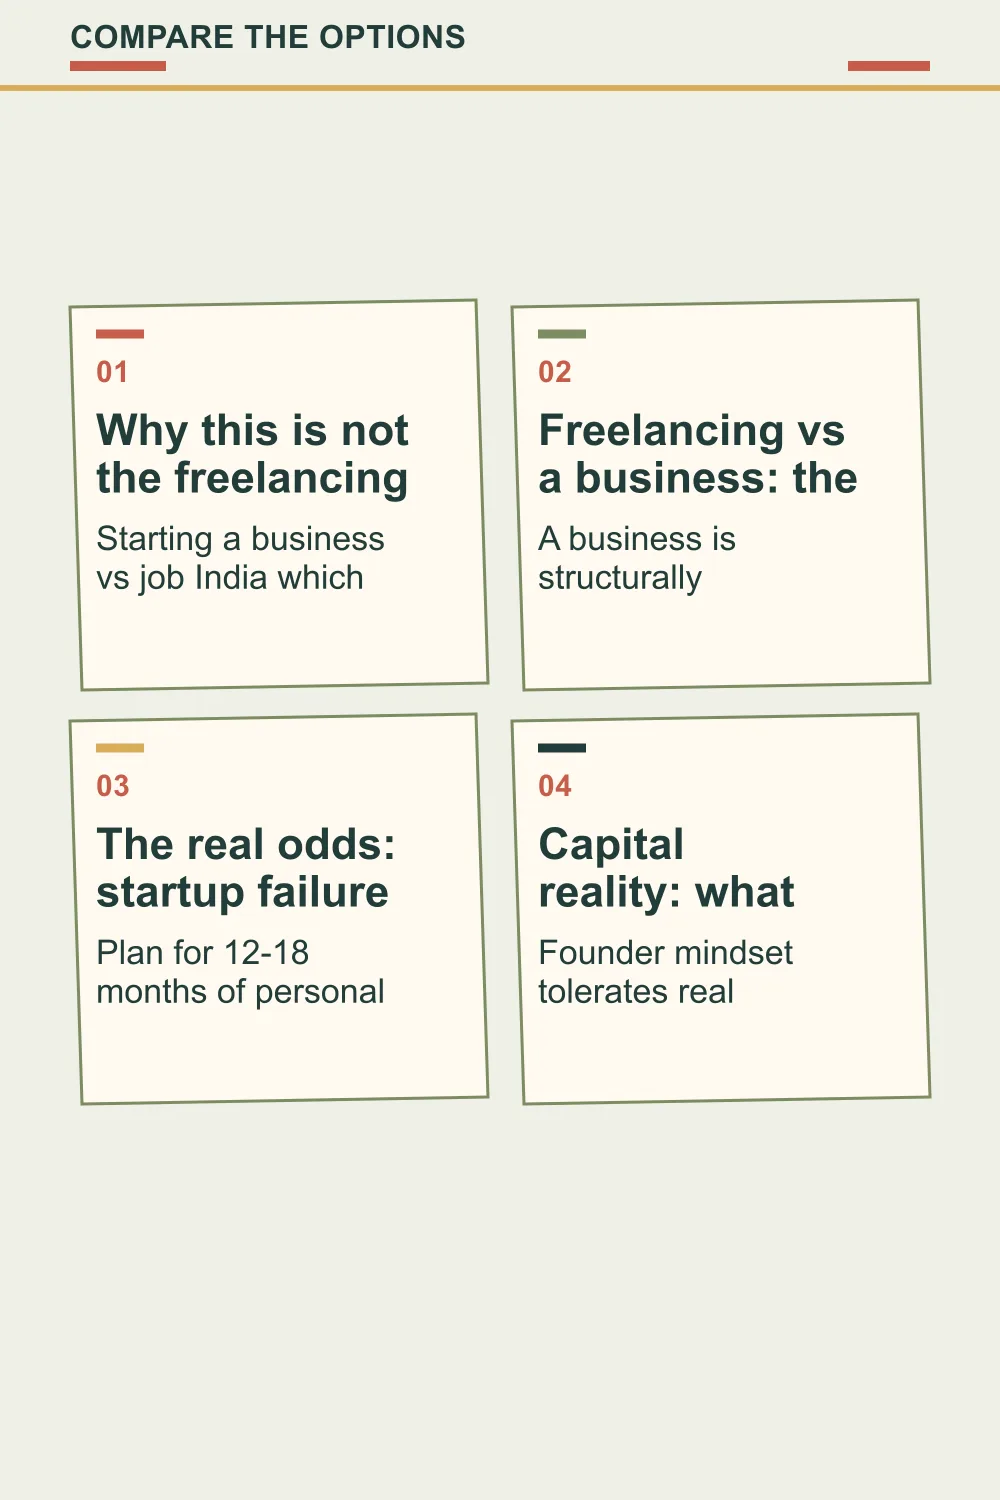 COMPARE THE OPTIONS
01
Why this is not
the freelancing
Starting a business
vs job India which
02
Freelancing vs
a business: the
A business is
structurally
03
The real odds:
startup failure
Plan for 12-18
months of personal
04
Capital
reality: what
Founder mindset
tolerates real